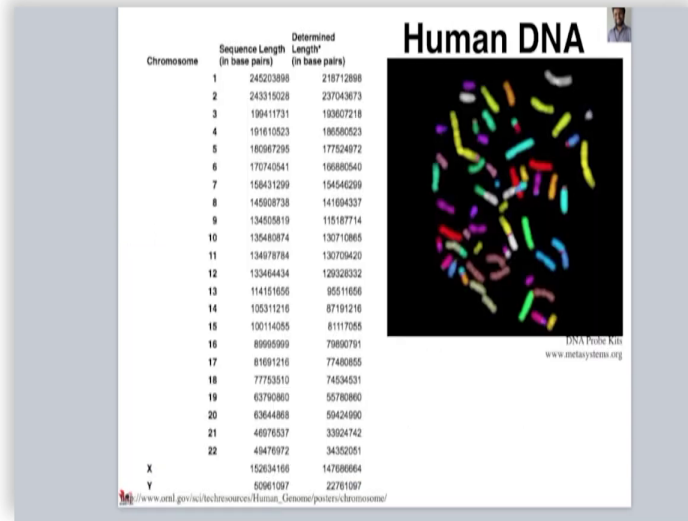 Human DNA
Determined
Sequence Length Length*
Chromosome (in base pairs) (in base pairs)
1 245203898 218712898
2 243315028 237043673
3 199411731 193607218
4 191610523 186580523
5 180967295 177524972
6 170740541 166880540
7 158431299 154546299
8 145908738 141694337
9 134505819 115187714
10 135480874 130710865
11 134978784 130709420
12 133464434 129328332
13 114151656 95511656
14 105311216 87191216
15 100114055 81117055
16 89995999 79890791
17 81691216 77480855
18 77753510 74534531
19 63790860 55780860
20 63644868 59424990
21 46976537 33924742
22 49476972 34352051
X 152634166 147686664
Y 50961097 22761097
DNA Probe Kits
www.metasystems.org
://www.ornl.gov/sci/techresources/Human_Genome/posters/chromosome/